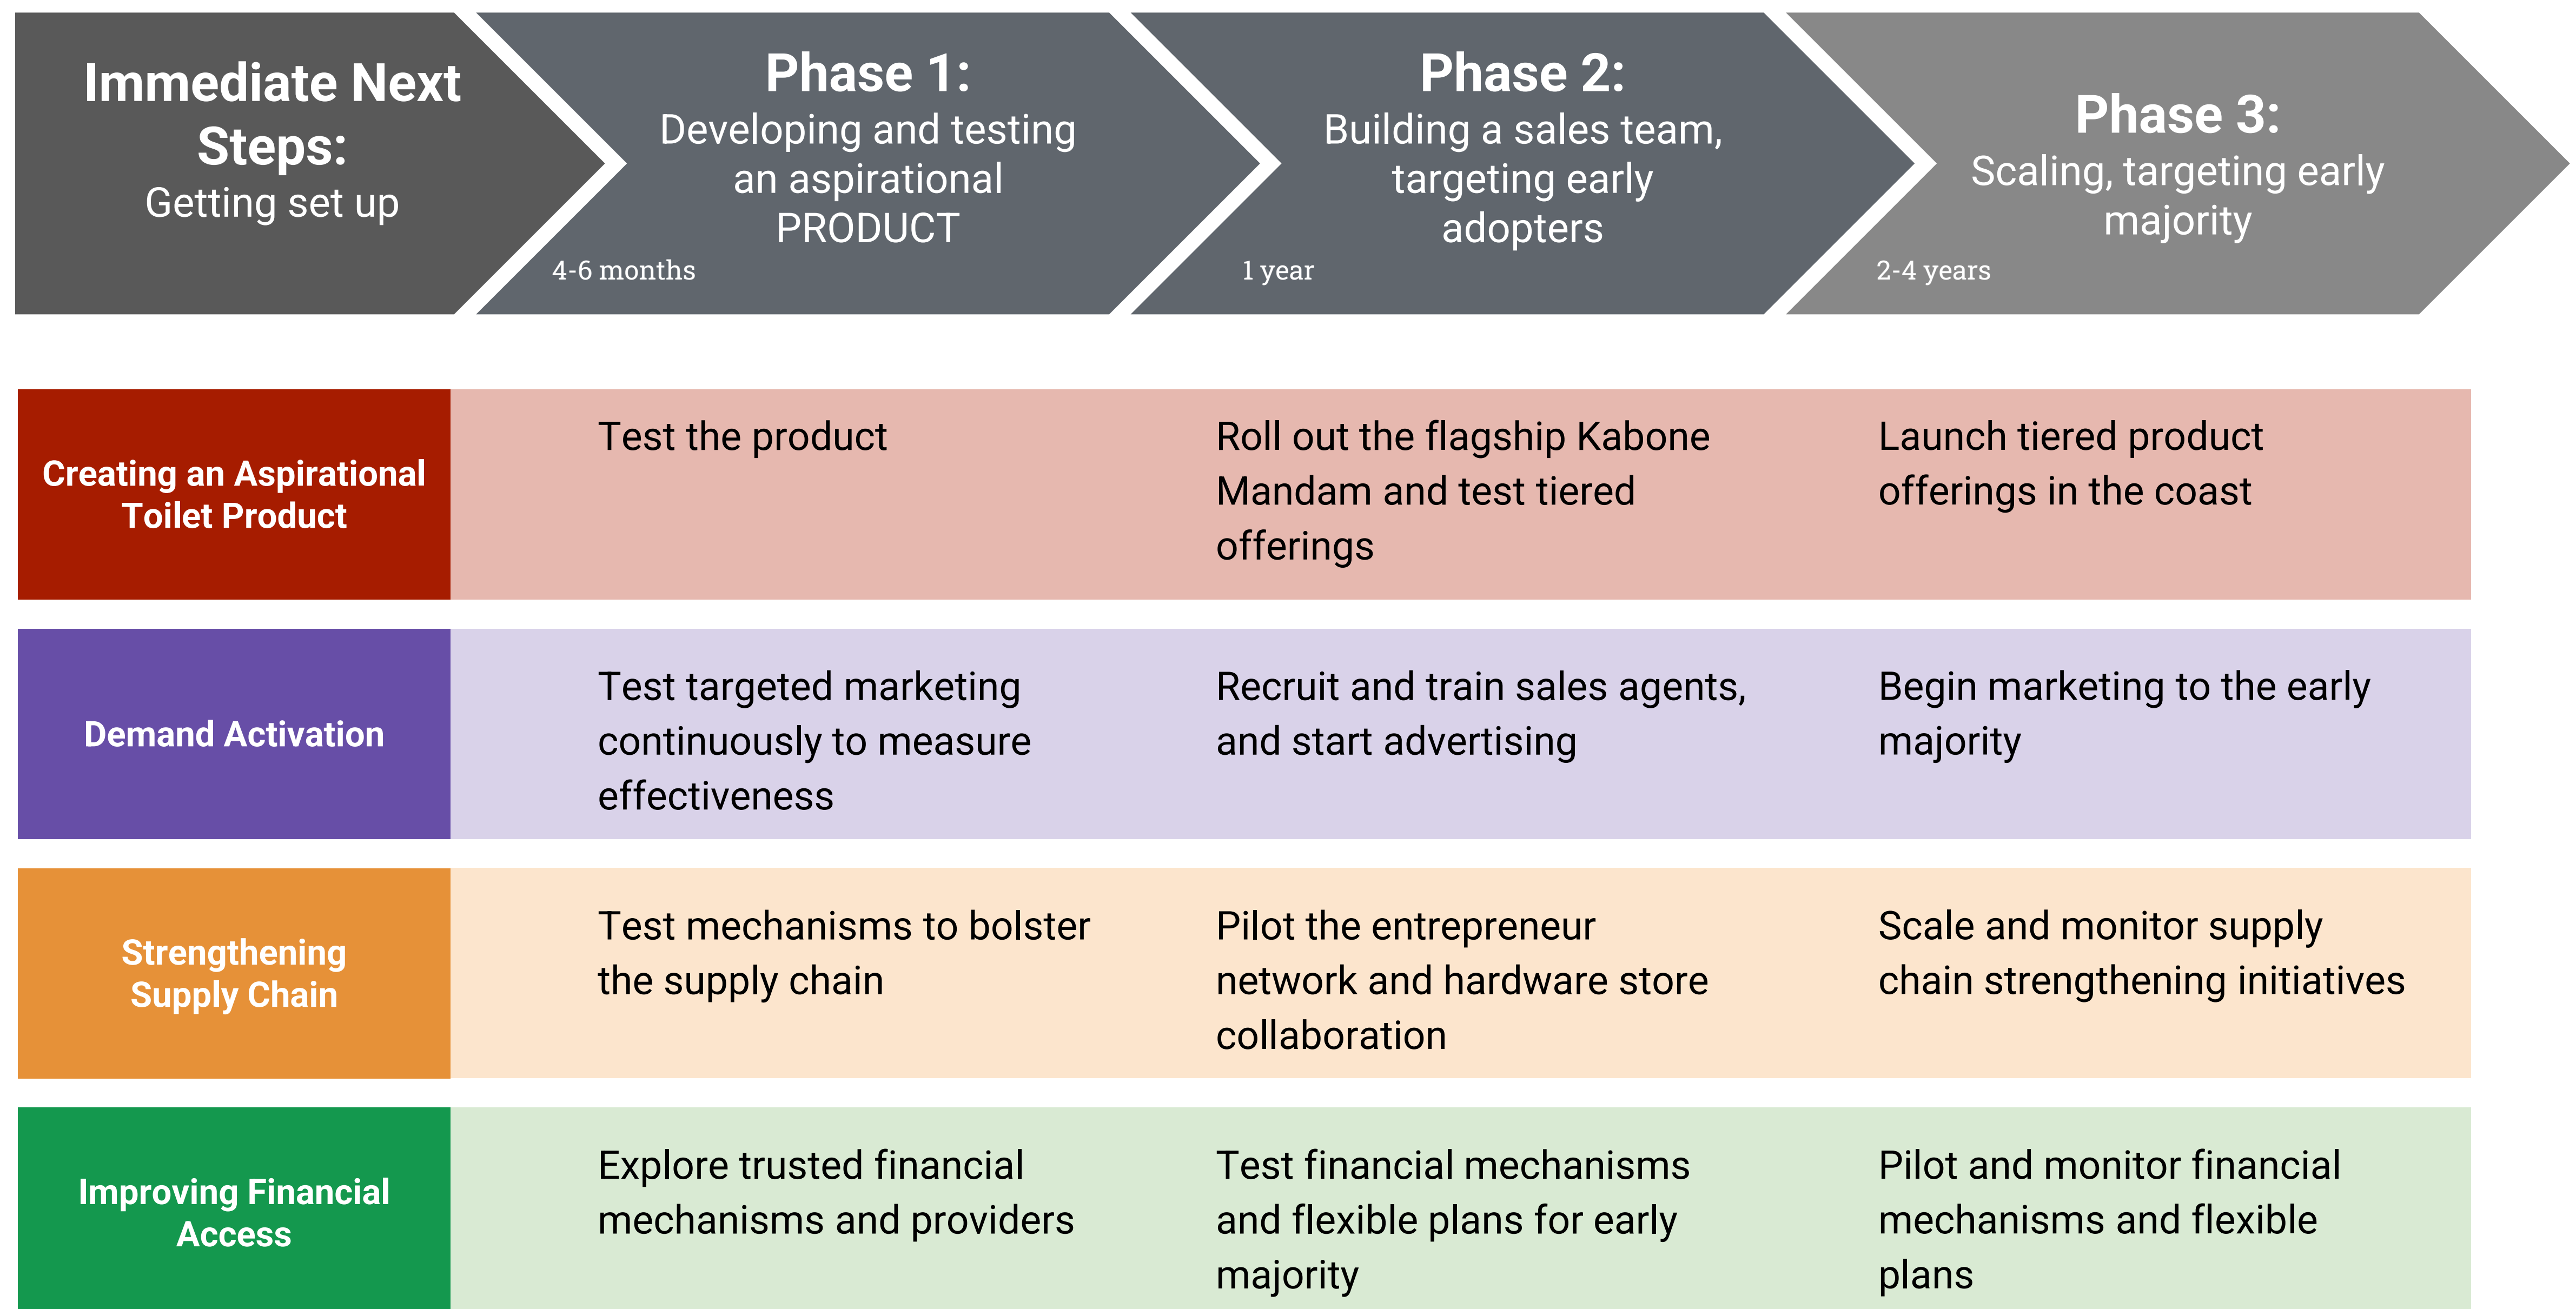 Immediate Next
Steps:
Getting set up
Phase 1:
Developing and testing
an aspirational
PRODUCT
4-6 months
Phase 2:
Building a sales team,
targeting early
adopters
1 year
Phase 3:
Scaling, targeting early
majority
2-4 years
Creating an Aspirational
Toilet Product
Test the product
Roll out the flagship Kabone
Mandam and test tiered
offerings
Launch tiered product
offerings in the coast
Demand Activation
Test targeted marketing
continuously to measure
effectiveness
Recruit and train sales agents,
and start advertising
Begin marketing to the early
majority
Strengthening
Supply Chain
Test mechanisms to bolster
the supply chain
Pilot the entrepreneur
network and hardware store
collaboration
Scale and monitor supply
chain strengthening initiatives
Improving Financial
Access
Explore trusted financial
mechanisms and providers
Test financial mechanisms
and flexible plans for early
majority
Pilot and monitor financial
mechanisms and flexible
plans